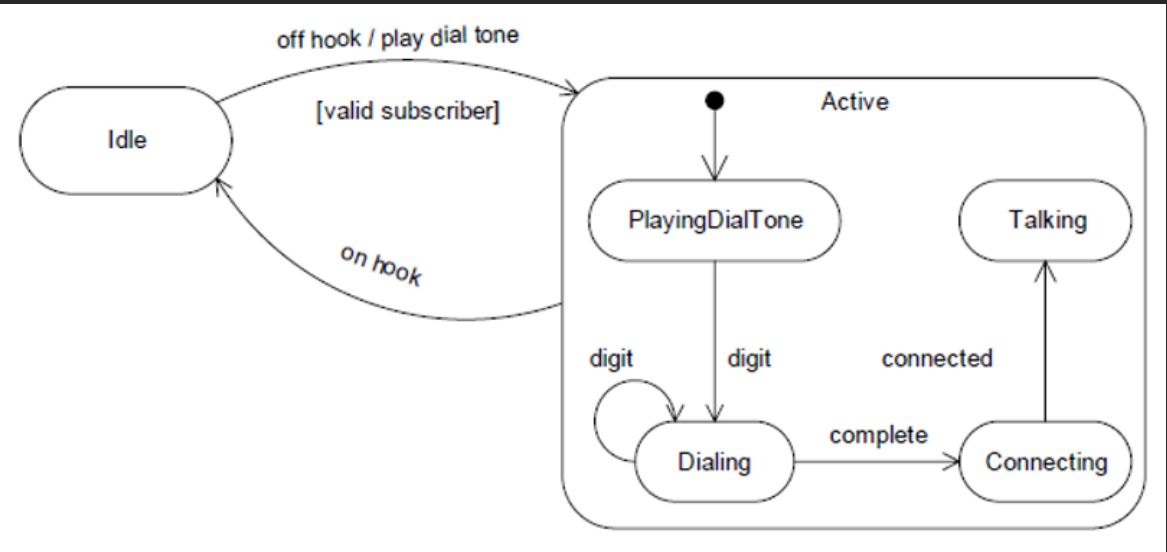 off hook / play dial tone
[valid subscriber]
Active
Idle
PlayingDialTone
Talking
on hook
digit
digit
connected
complete
Dialing
Connecting